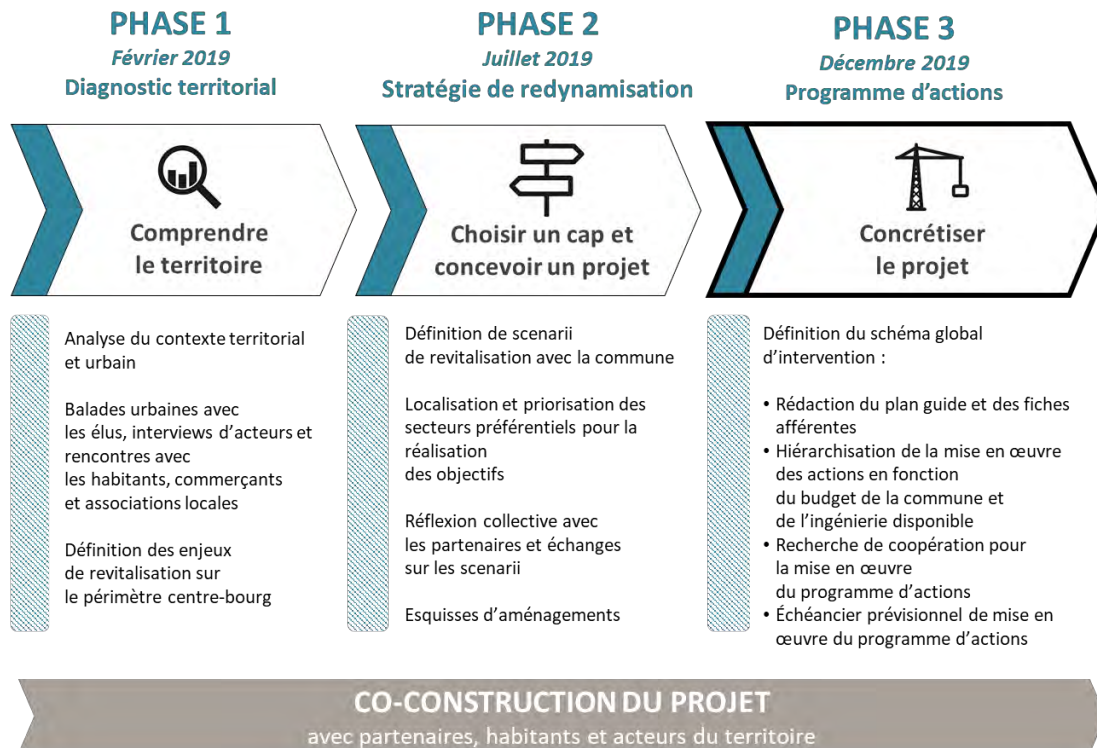 PHASE 1
Février 2019
Diagnostic territorial
Comprendre
le territoire
Analyse du contexte territorial
et urbain
Balades urbaines avec
les élus, interviews d'acteurs et
rencontres avec
les habitants, commerçants
et associations locales
Définition des enjeux
de revitalisation sur
le périmètre centre-bourg
PHASE 2
Juillet 2019
Stratégie de redynamisation
Choisir un cap et
concevoir un projet
Définition de scenarii
de revitalisation avec la commune
Localisation et priorisation des
secteurs préférentiels pour la
réalisation
des objectifs
Réflexion collective avec
les partenaires et échanges
sur les scenarii
Esquisses d'aménagements
PHASE 3
Décembre 2019
Programme d'actions
Concrétiser
le projet
Définition du schéma global
d'intervention :
• Rédaction du plan guide et des fiches
afférentes
• Hiérarchisation de la mise en œuvre
des actions en fonction
du budget de la commune et
de l'ingénierie disponible
• Recherche de coopération pour
la mise en œuvre
du programme d'actions
• Échéancier prévisionnel de mise en
œuvre du programme d'actions
CO-CONSTRUCTION DU PROJET
avec partenaires, habitants et acteurs du territoire